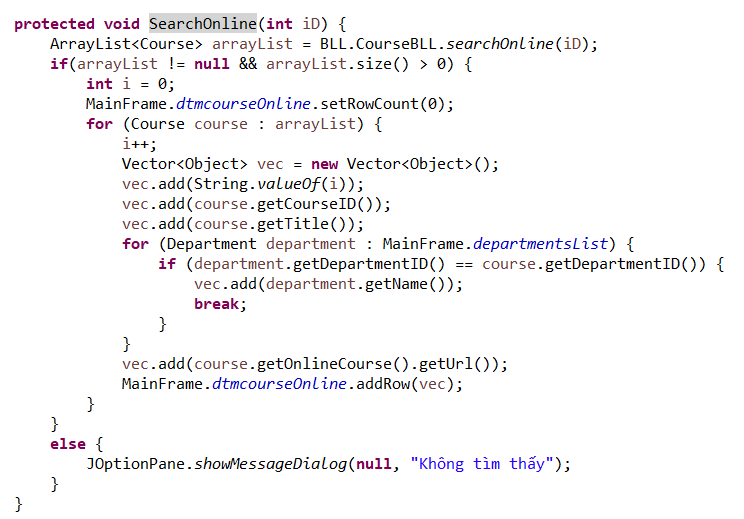 protected void SearchOnline(int iD) {
    ArrayList<Course> arrayList = BLL.CourseBLL.searchOnline(iD);
    if(arrayList != null && arrayList.size() > 0) {
        int i = 0;
        MainFrame.dtmcourseOnline.setRowCount(0);
        for (Course course : arrayList) {
            i++;
            Vector<Object> vec = new Vector<Object>();
            vec.add(String.valueOf(i));
            vec.add(course.getCourseID());
            vec.add(course.getTitle());
            for (Department department : MainFrame.departmentsList) {
                if (department.getDepartmentID() == course.getDepartmentID()) {
                    vec.add(department.getName());
                    break;
                }
            }
            vec.add(course.getOnlineCourse().getUrl());
            MainFrame.dtmcourseOnline.addRow(vec);
        }
    }
    else {
        JOptionPane.showMessageDialog(null, "Không tìm thấy");
    }
}